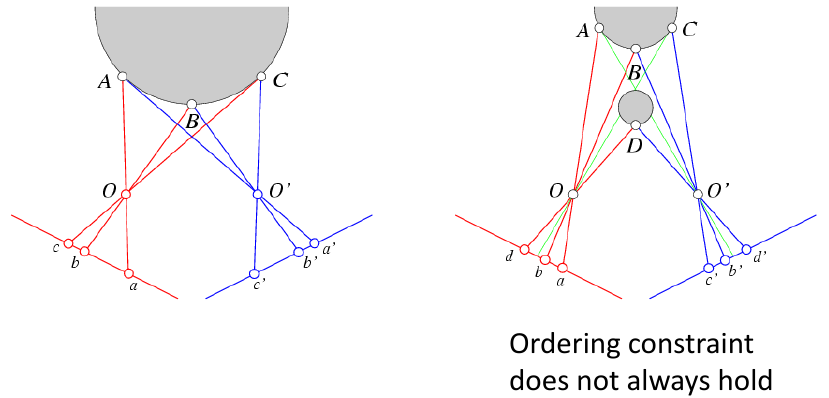 A
C
B
O
O'
c
b
a
a'
b'
c'
A
C
B
D
O
O'
d
b
a
c'
b'
d'
Ordering constraint
does not always hold